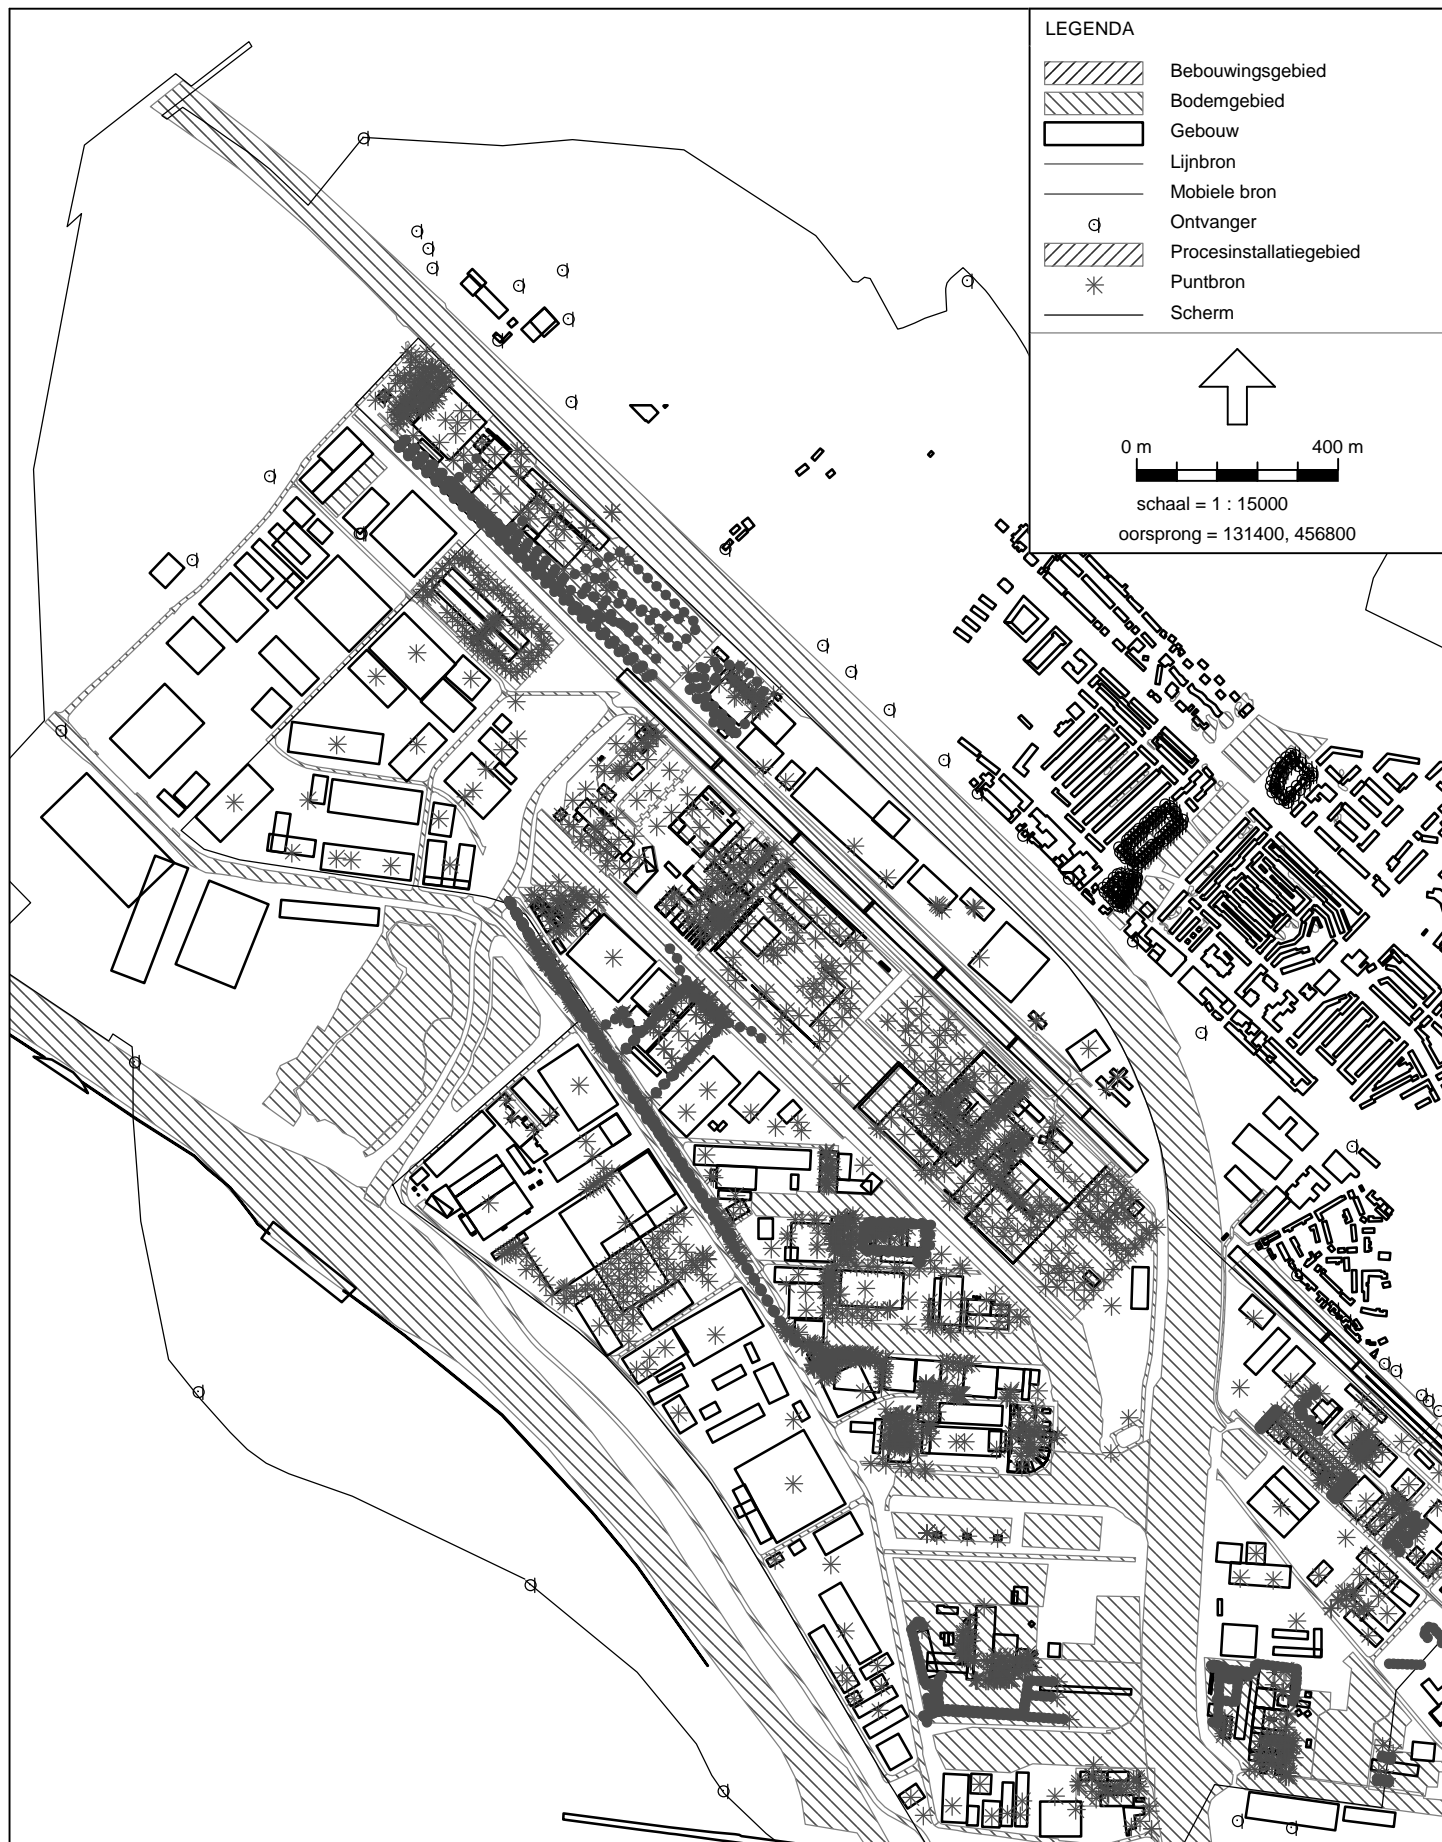 LEGENDA
Bebouwingsgebied
Bodemgebied
Gebouw
Lijnbron
Mobiele bron
Ontvanger
Procesinstallatiegebied
Puntbron
Scherm
0 m 400 m
schaal = 1 : 15000
oorsprong = 131400, 456800